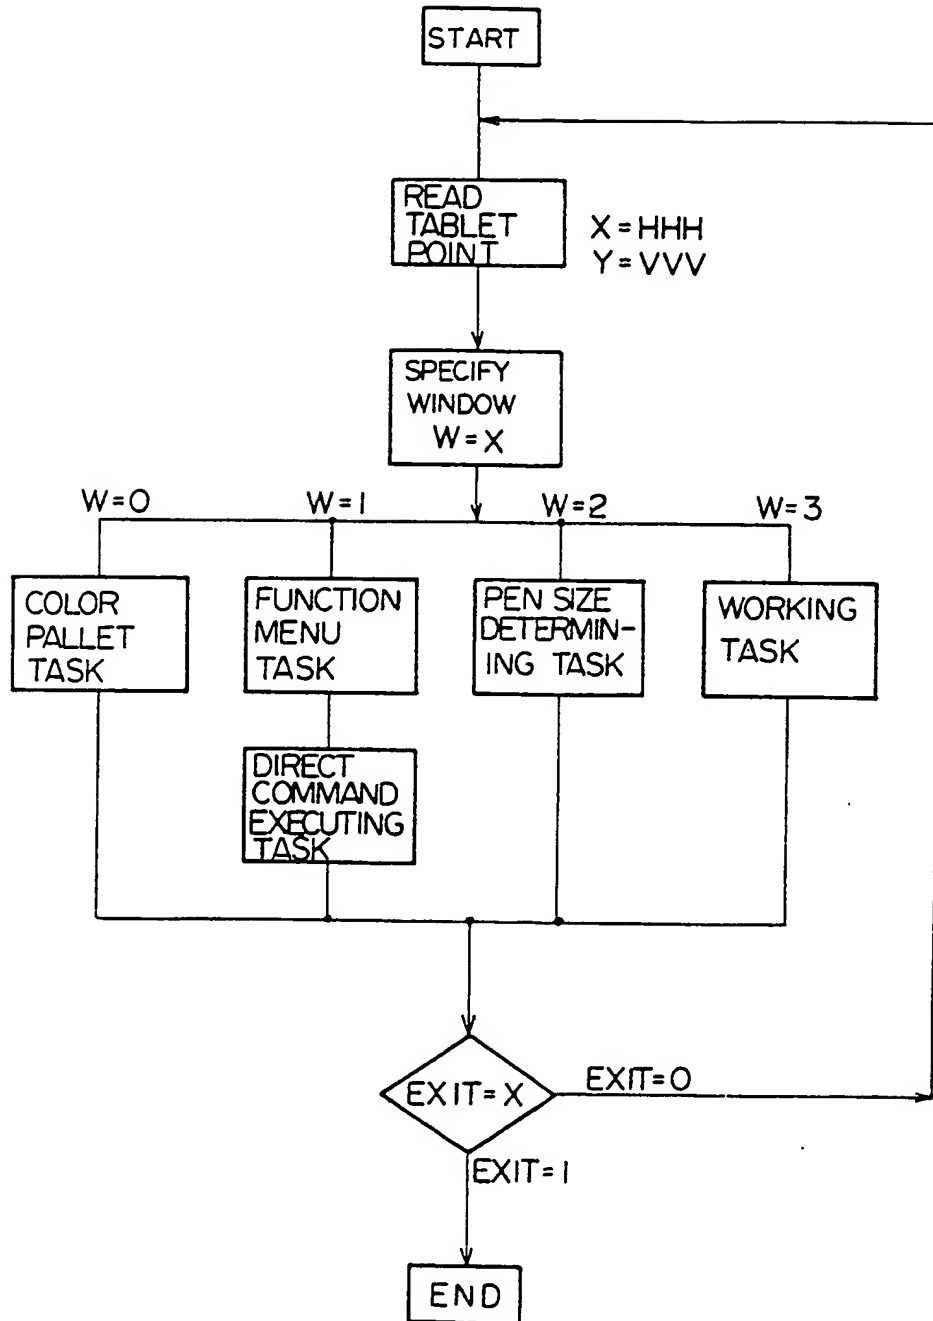 START
READ
TABLET
POINT
X=HHH
Y=VVV
SPECIFY
WINDOW
W=X
W=0
W=1
W=2
W=3
COLOR
PALLET
TASK
FUNCTION
MENU
TASK
PEN SIZE
DETERMIN-
ING TASK
WORKING
TASK
DIRECT
COMMAND
EXECUTING
TASK
EXIT=X
EXIT=0
EXIT=1
END